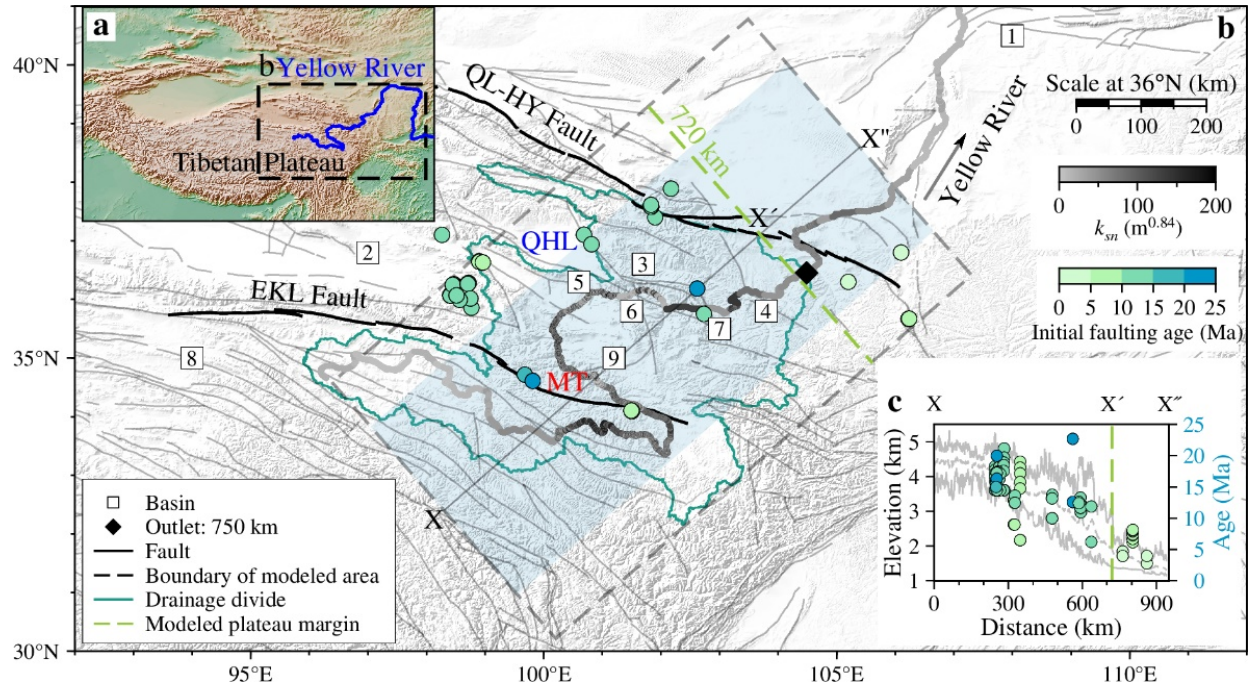 a
b
Yellow River
Tibetan Plateau
b
1
40°N
35°N
30°N
95°E
100°E
105°E
110°E
QL-HY Fault
720 km
X″
X′
X
Yellow River
Scale at 36°N (km)
0 100 200
0 100 200
ksn (m0.84)
0 5 10 15 20 25
Initial faulting age (Ma)
QHL
2
3
5
6
7
4
EKL Fault
8
9
MT
Basin
Outlet: 750 km
Fault
Boundary of modeled area
Drainage divide
Modeled plateau margin
c
X X′ X″
Elevation (km)
5
4
3
2
1
25
20
15
10
5
0
Age (Ma)
0 300 600 900
Distance (km)